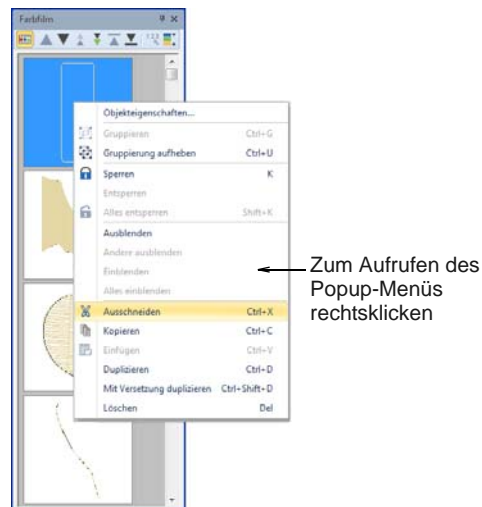 Farbfilm
Objekteigenschaften...
Gruppieren Ctrl+G
Gruppierung aufheben Ctrl+U
Sperren K
Entsperren
Alles entsperren Shift+K
Ausblenden
Andere ausblenden
Einblenden
Alles einblenden
Ausschneiden Ctrl+X
Kopieren Ctrl+C
Einfügen Ctrl+V
Duplizieren Ctrl+D
Mit Versetzung duplizieren Ctrl+Shift+D
Löschen Del
Zum Aufrufen des
Popup-Menüs
rechtsklicken